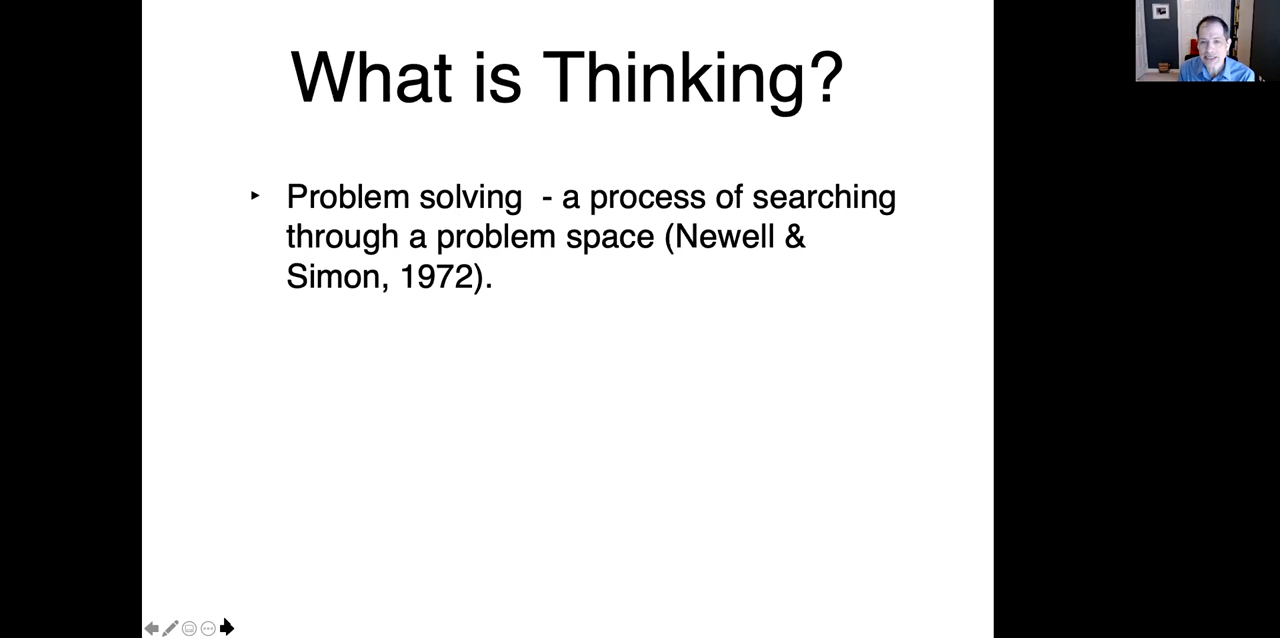 What is Thinking?
‣ Problem solving  - a process of searching
through a problem space (Newell &
Simon, 1972).